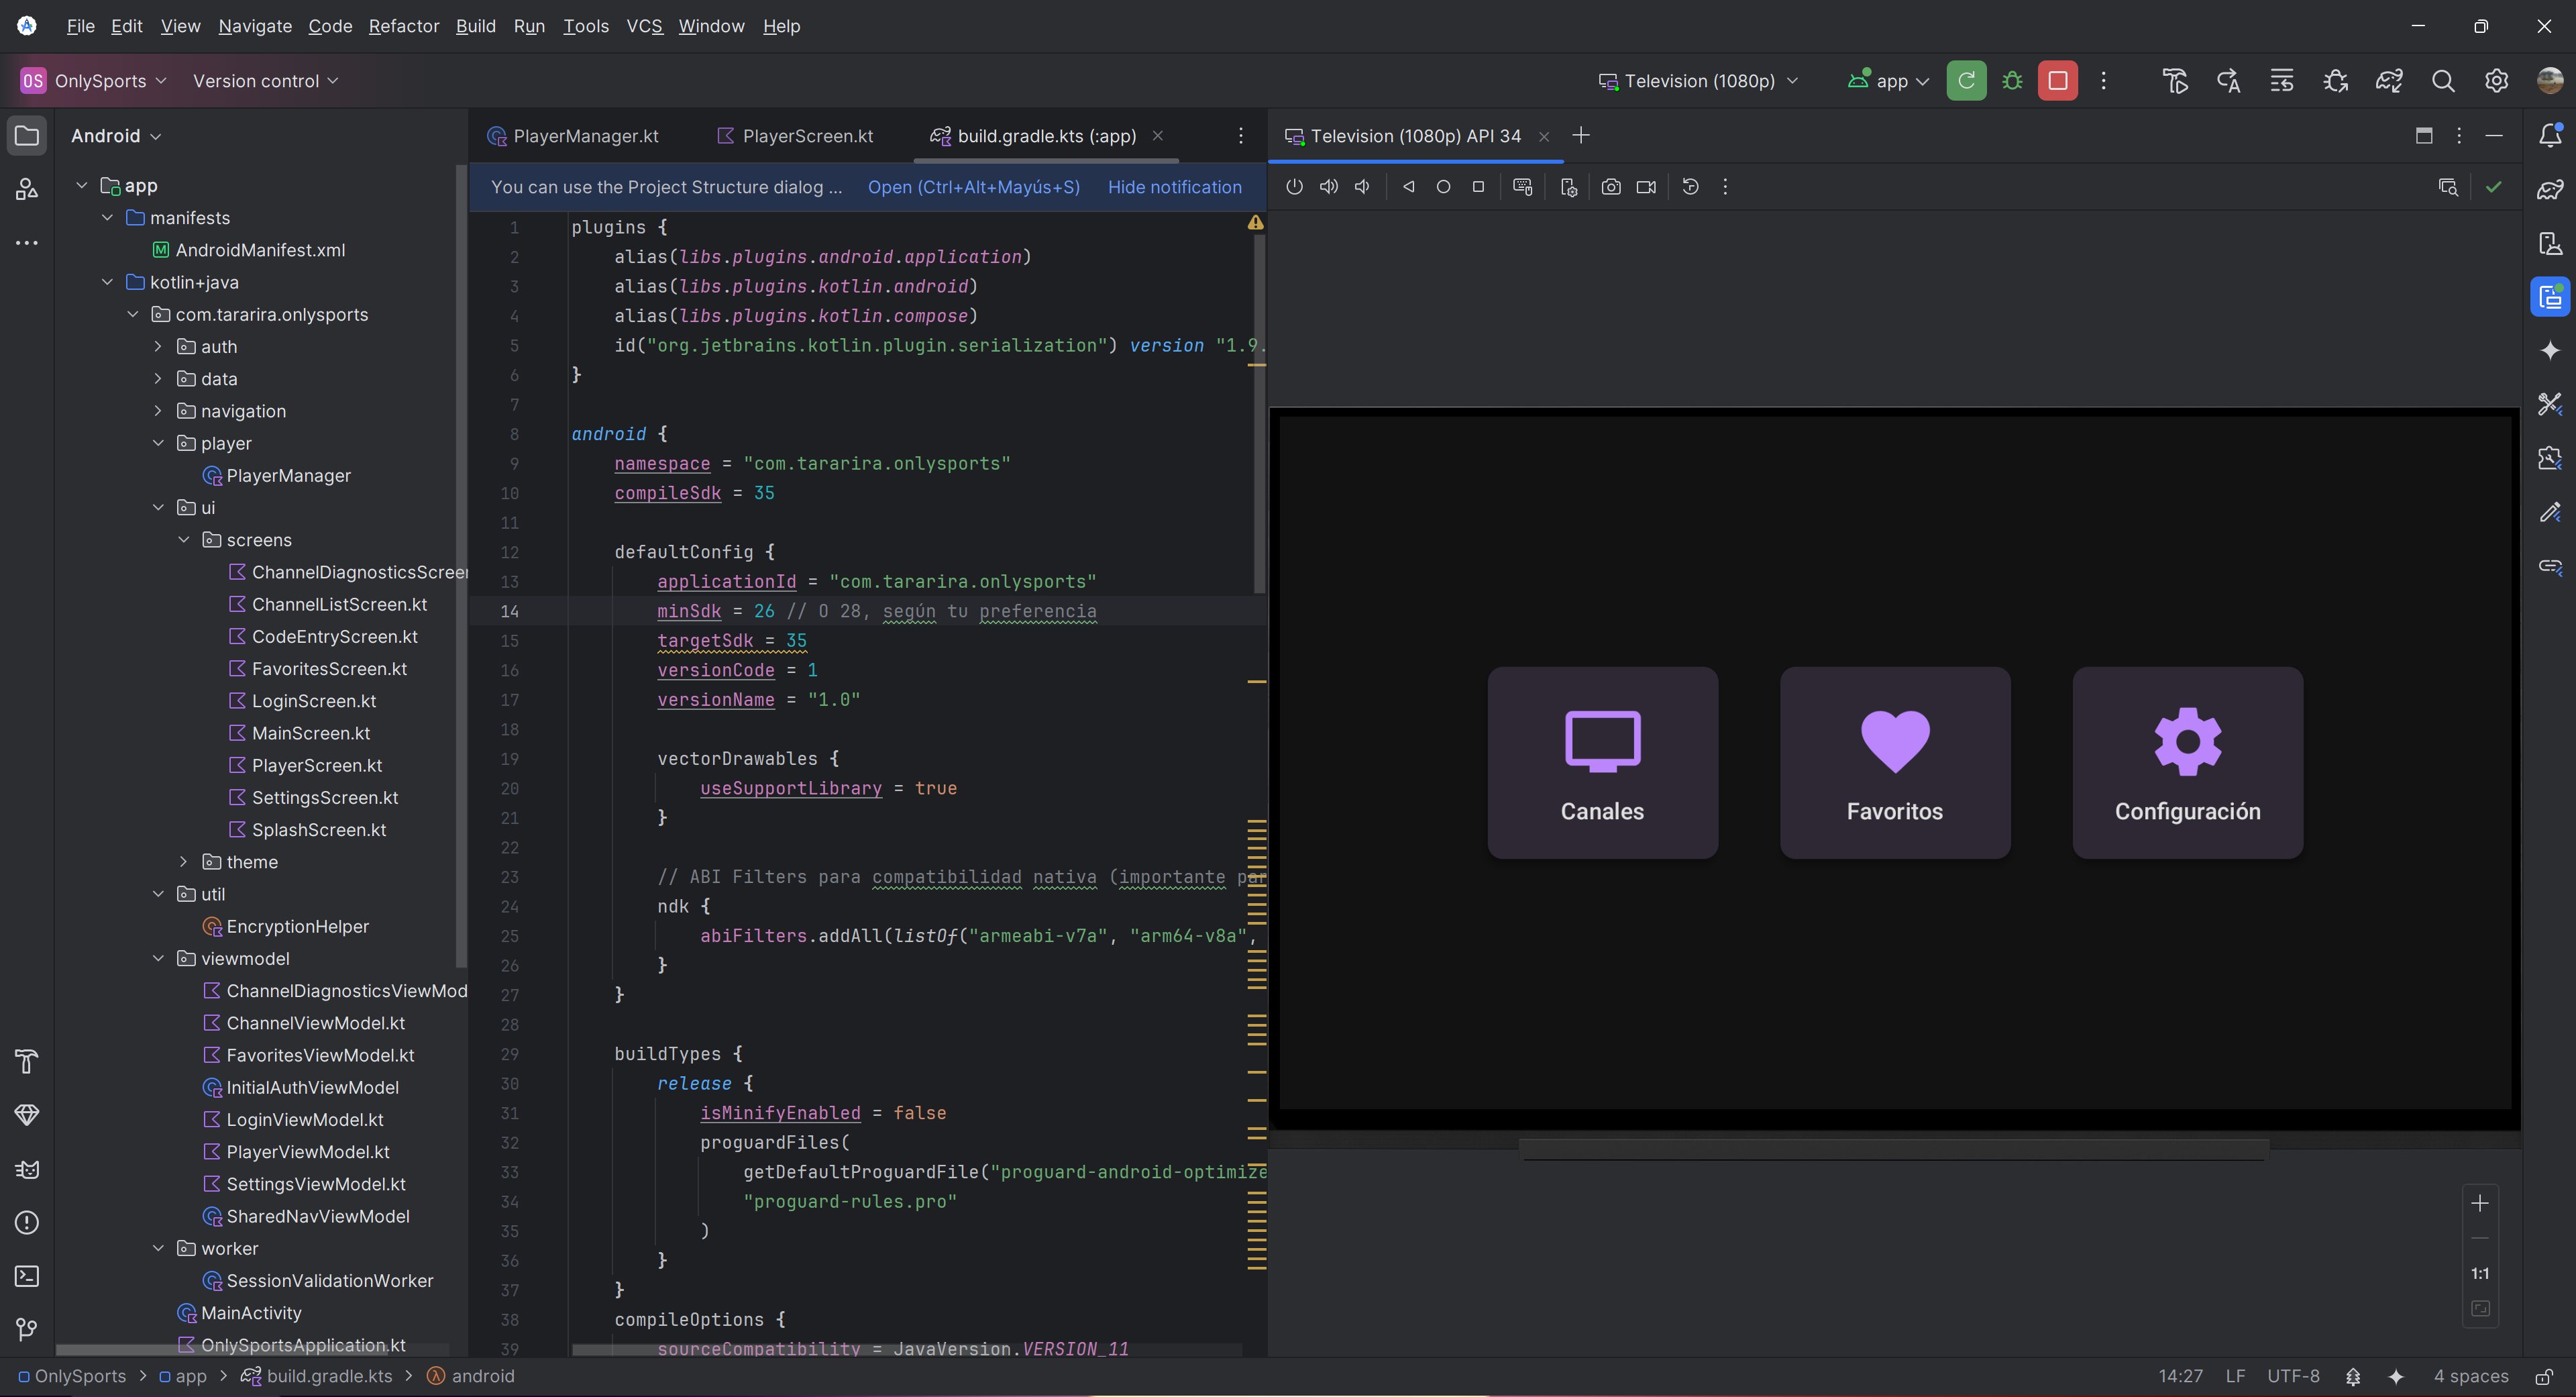 File Edit View Navigate Code Refactor Build Run Tools VCS Window Help
OS OnlySports Version control Television (1080p) app
Android
app
manifests
AndroidManifest.xml
kotlin+java
com.tararira.onlysports
auth
data
navigation
player
PlayerManager
ui
screens
ChannelDiagnosticsScreen
ChannelListScreen.kt
CodeEntryScreen.kt
FavoritesScreen.kt
LoginScreen.kt
MainScreen.kt
PlayerScreen.kt
SettingsScreen.kt
SplashScreen.kt
theme
util
EncryptionHelper
viewmodel
ChannelDiagnosticsViewMod
ChannelViewModel.kt
FavoritesViewModel.kt
InitialAuthViewModel
LoginViewModel.kt
PlayerViewModel.kt
SettingsViewModel.kt
SharedNavViewModel
worker
SessionValidationWorker
MainActivity
OnlySportsApplication.kt
PlayerManager.kt PlayerScreen.kt build.gradle.kts (:app)
You can use the Project Structure dialog ... Open (Ctrl+Alt+Mayús+S) Hide notification
1 plugins {
2 alias(libs.plugins.android.application)
3 alias(libs.plugins.kotlin.android)
4 alias(libs.plugins.kotlin.compose)
5 id("org.jetbrains.kotlin.plugin.serialization") version "1.9.
6 }
7
8 android {
9 namespace = "com.tararira.onlysports"
10 compileSdk = 35
11
12 defaultConfig {
13 applicationId = "com.tararira.onlysports"
14 minSdk = 26 // O 28, según tu preferencia
15 targetSdk = 35
16 versionCode = 1
17 versionName = "1.0"
18
19 vectorDrawables {
20 useSupportLibrary = true
21 }
22
23 // ABI Filters para compatibilidad nativa (importante par
24 ndk {
25 abiFilters.addAll(listOf("armeabi-v7a", "arm64-v8a",
26 }
27 }
28
29 buildTypes {
30 release {
31 isMinifyEnabled = false
32 proguardFiles(
33 getDefaultProguardFile("proguard-android-optimize
34 "proguard-rules.pro"
35 )
36 }
37 }
38 compileOptions {
39 sourceCompatibility = JavaVersion.VERSION_11
Television (1080p) API 34
Canales
Favoritos
Configuración
1:1
OnlySports app build.gradle.kts android
14:27 LF UTF-8 4 spaces